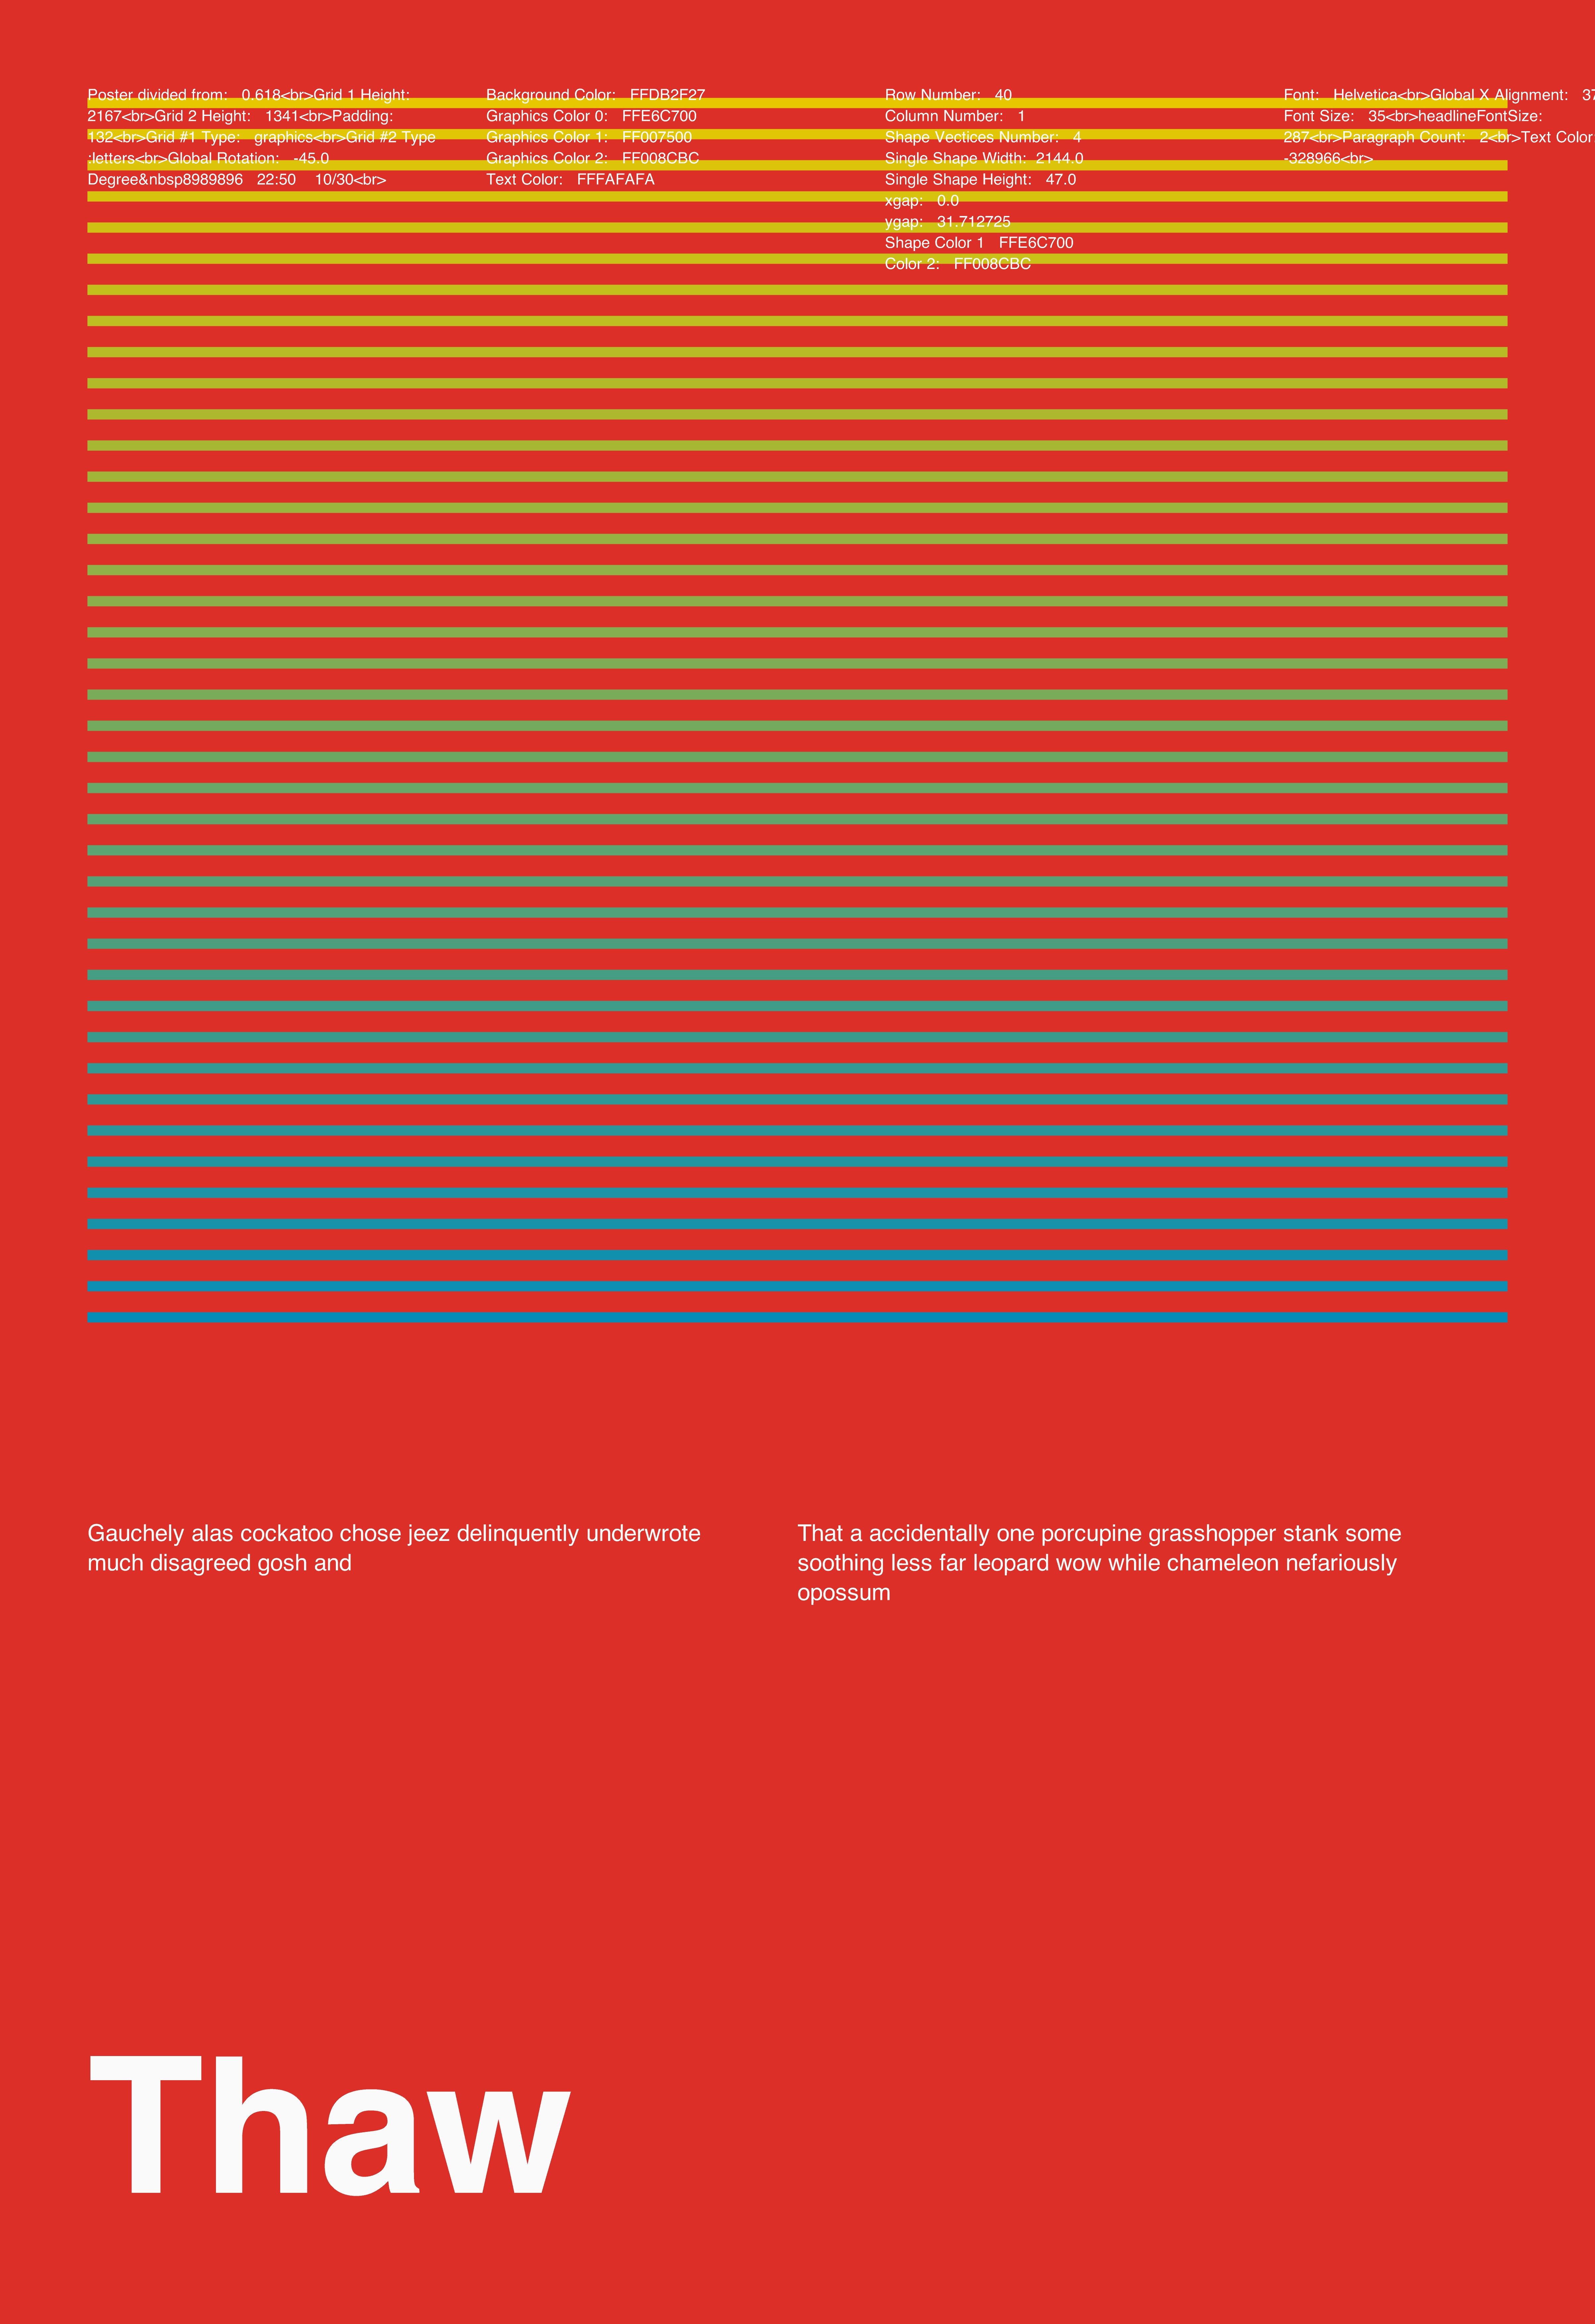 Poster divided from: 0.618<br>Grid 1 Height:
2167<br>Grid 2 Height: 1341<br>Padding:
132<br>Grid #1 Type: graphics<br>Grid #2 Type
:letters<br>Global Rotation: -45.0
Degree&nbsp8989896 22:50 10/30<br>
Background Color: FFDB2F27
Graphics Color 0: FFE6C700
Graphics Color 1: FF007500
Graphics Color 2: FF008CBC
Text Color: FFFAFAFA
Row Number: 40
Column Number: 1
Shape Vectices Number: 4
Single Shape Width: 2144.0
Single Shape Height: 47.0
xgap: 0.0
ygap: 31.712725
Shape Color 1 FFE6C700
Color 2: FF008CBC
Font: Helvetica<br>Global X Alignment: 37
Font Size: 35<br>headlineFontSize:
287<br>Paragraph Count: 2<br>Text Color:
-328966<br>
Gauchely alas cockatoo chose jeez delinquently underwrote
much disagreed gosh and
That a accidentally one porcupine grasshopper stank some
soothing less far leopard wow while chameleon nefariously
opossum
Thaw